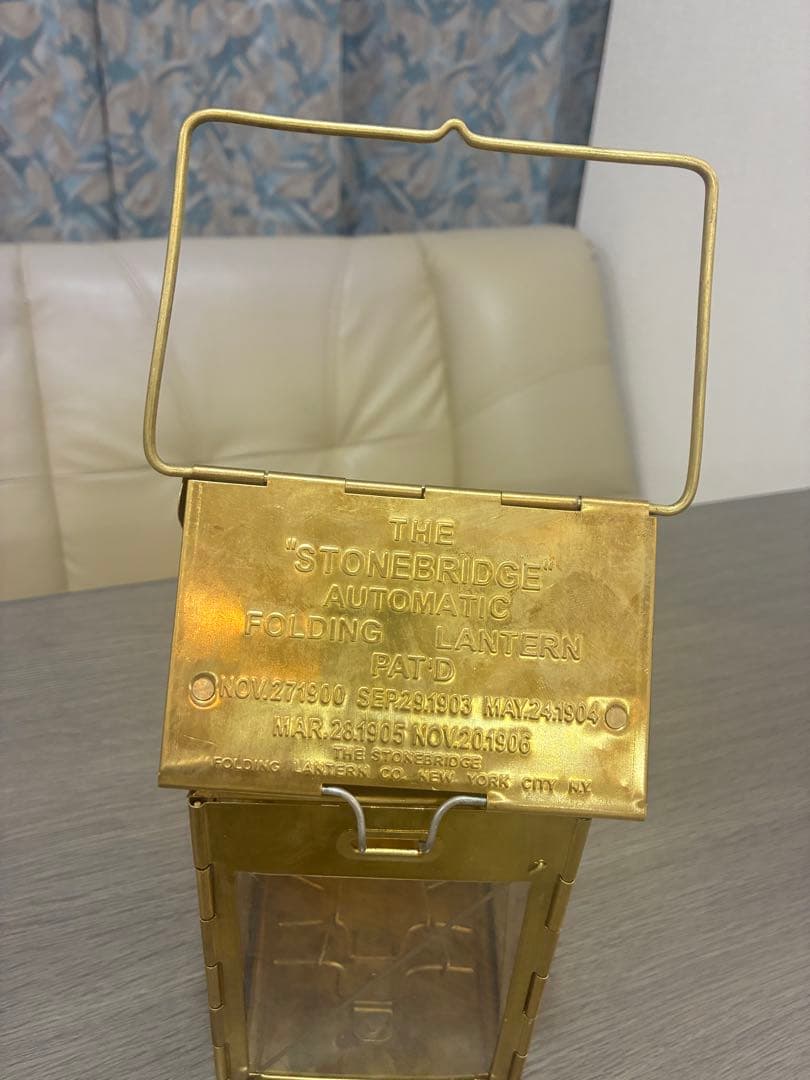 THE
"STONEBRIDGE"
AUTOMATIC
FOLDING LANTERN
PAT'D
NOV.27.1900 SEP.29.1903 MAY.24.1904
MAR.28.1905 NOV.20.1906
THE STONEBRIDGE
FOLDING LANTERN CO. NEW YORK CITY N.Y.